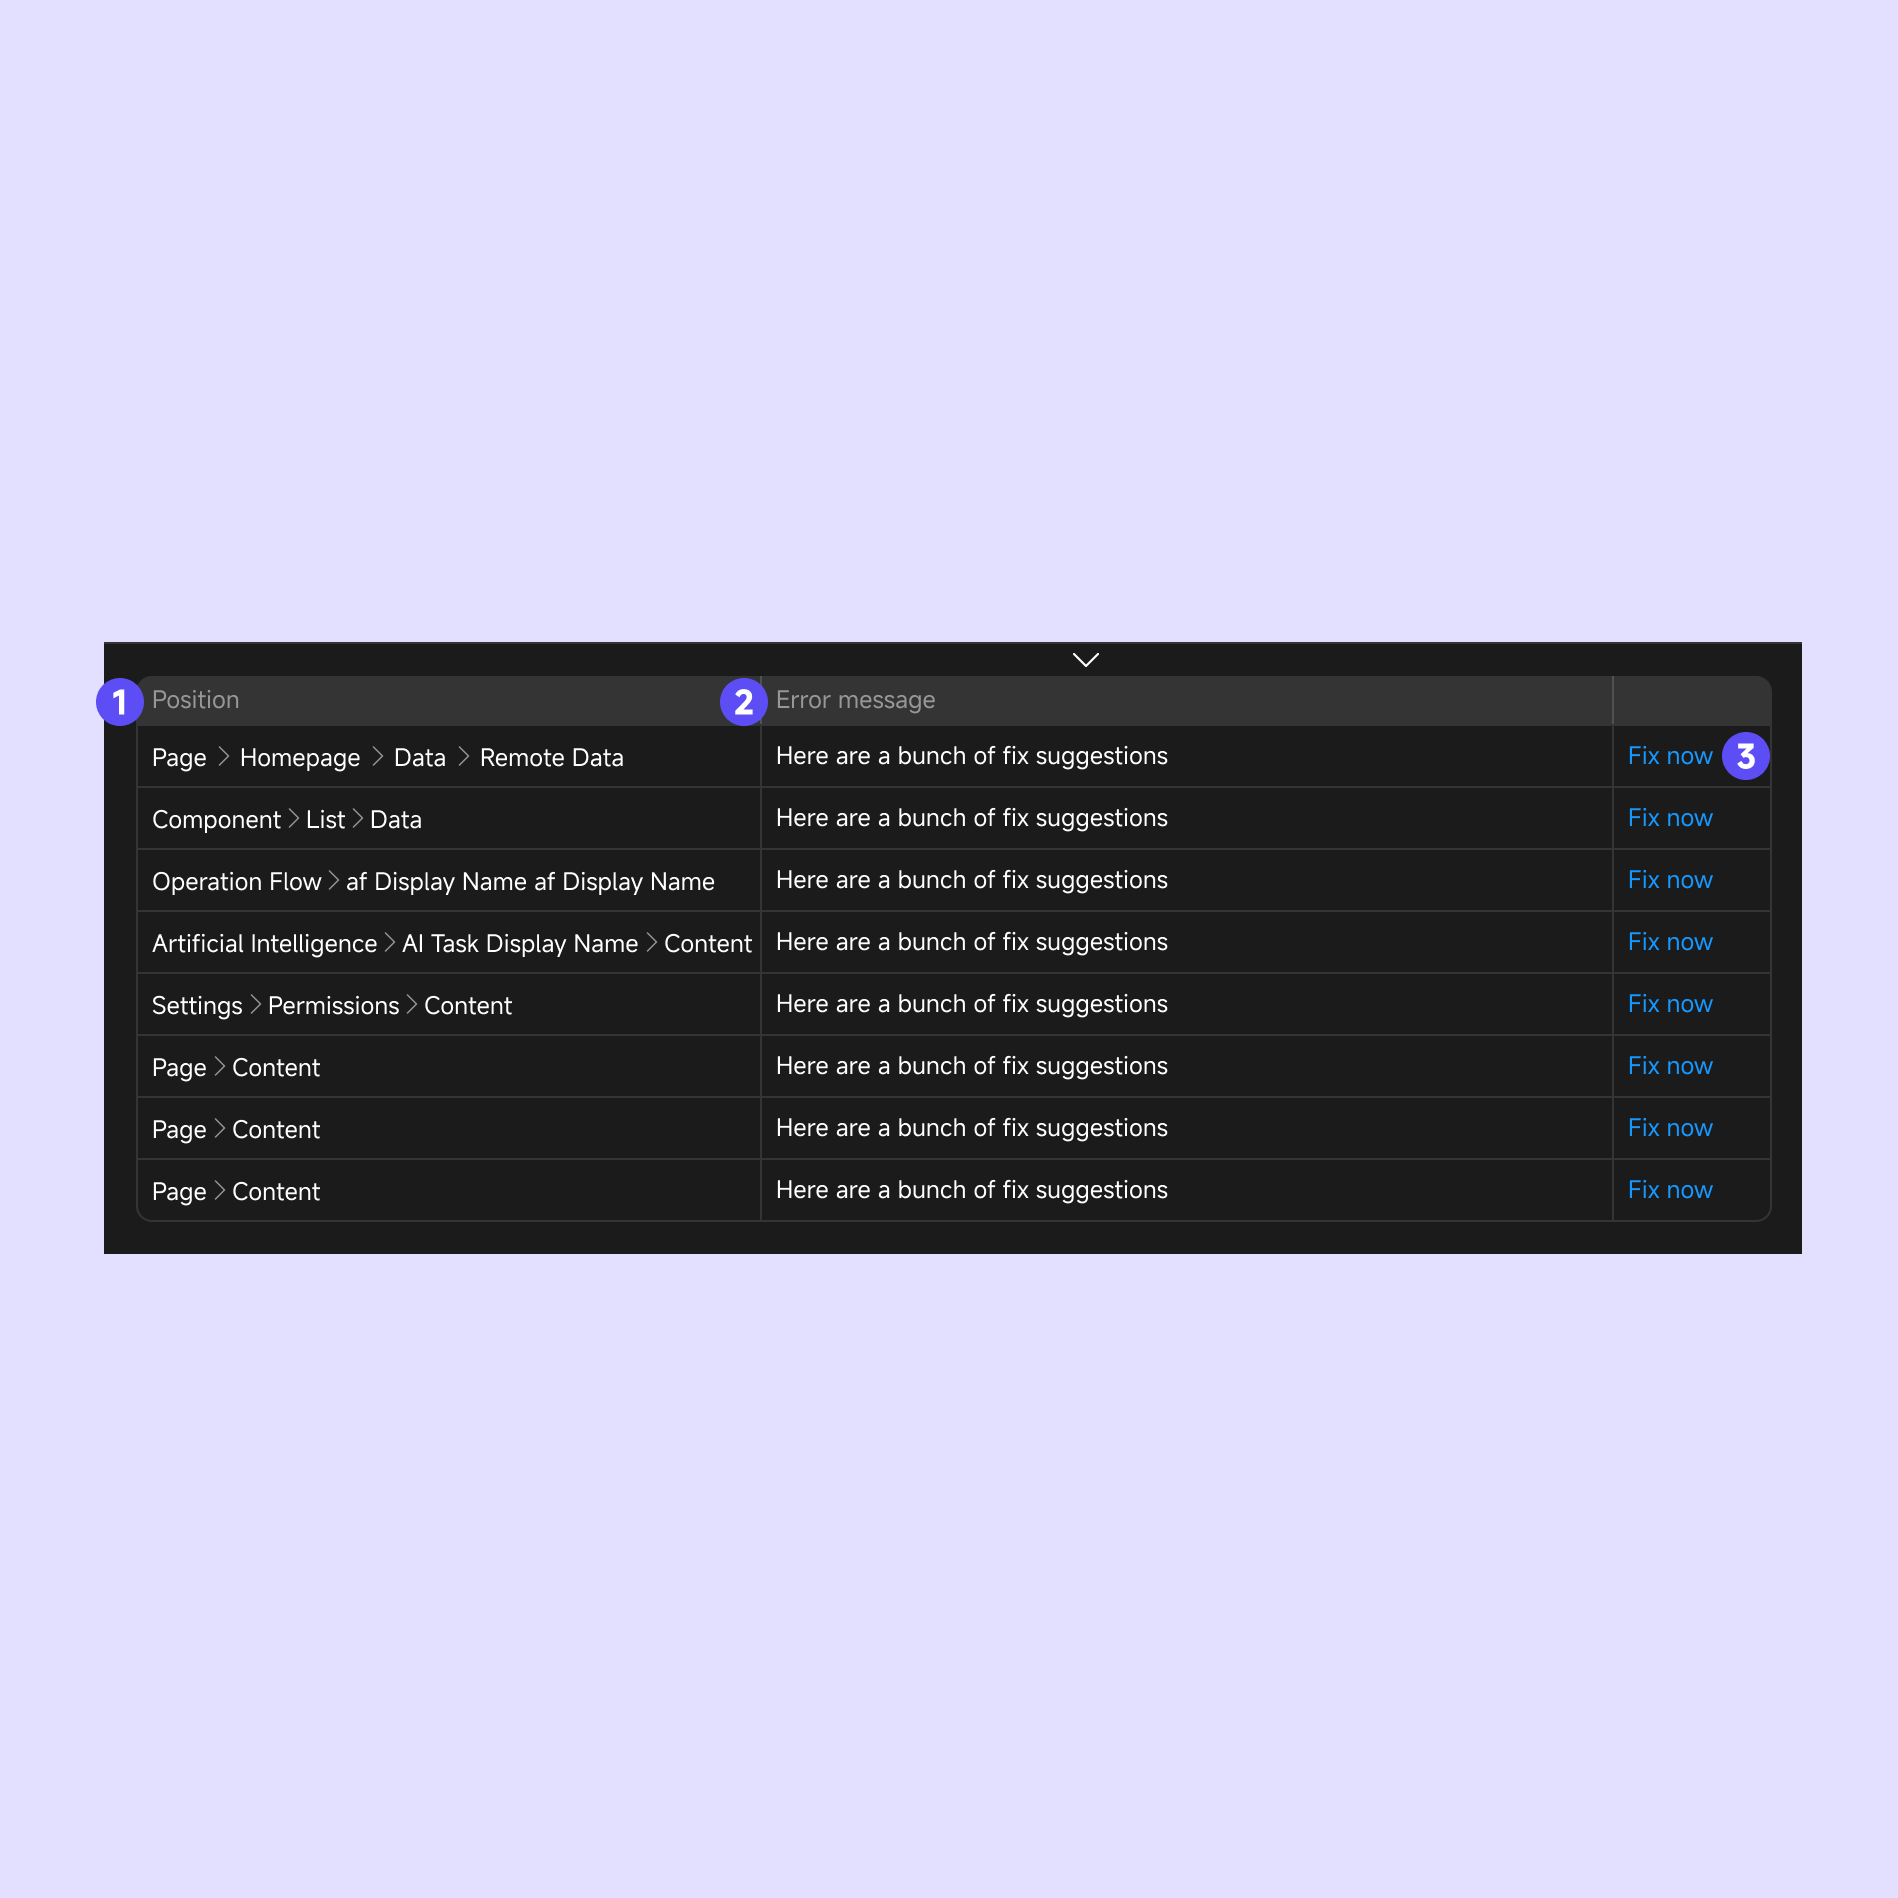 1 Position 2 Error message
Page > Homepage > Data > Remote Data Here are a bunch of fix suggestions Fix now 3
Component > List > Data Here are a bunch of fix suggestions Fix now
Operation Flow > af Display Name af Display Name Here are a bunch of fix suggestions Fix now
Artificial Intelligence > AI Task Display Name > Content Here are a bunch of fix suggestions Fix now
Settings > Permissions > Content Here are a bunch of fix suggestions Fix now
Page > Content Here are a bunch of fix suggestions Fix now
Page > Content Here are a bunch of fix suggestions Fix now
Page > Content Here are a bunch of fix suggestions Fix now